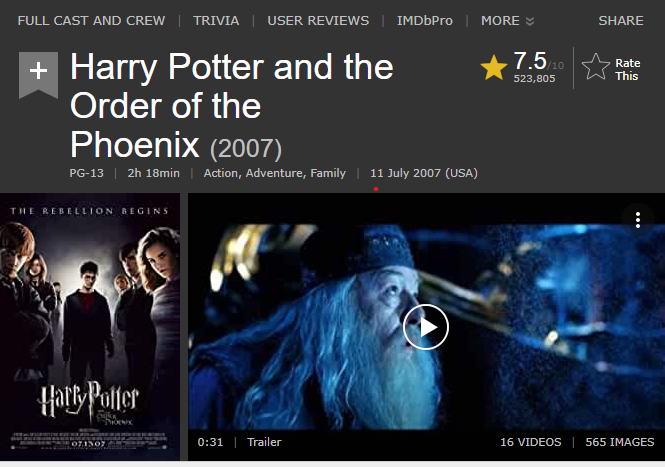 FULL CAST AND CREW | TRIVIA | USER REVIEWS | IMDbPro | MORE SHARE
+ Harry Potter and the
Order of the
Phoenix (2007)
7.5/10
523,805
Rate
This
PG-13 | 2h 18min | Action, Adventure, Family | 11 July 2007 (USA)
THE REBELLION BEGINS
Harry Potter
AND THE
ORDER OF THE
PHOENIX
07.13.07
0:31 | Trailer 16 VIDEOS | 565 IMAGES